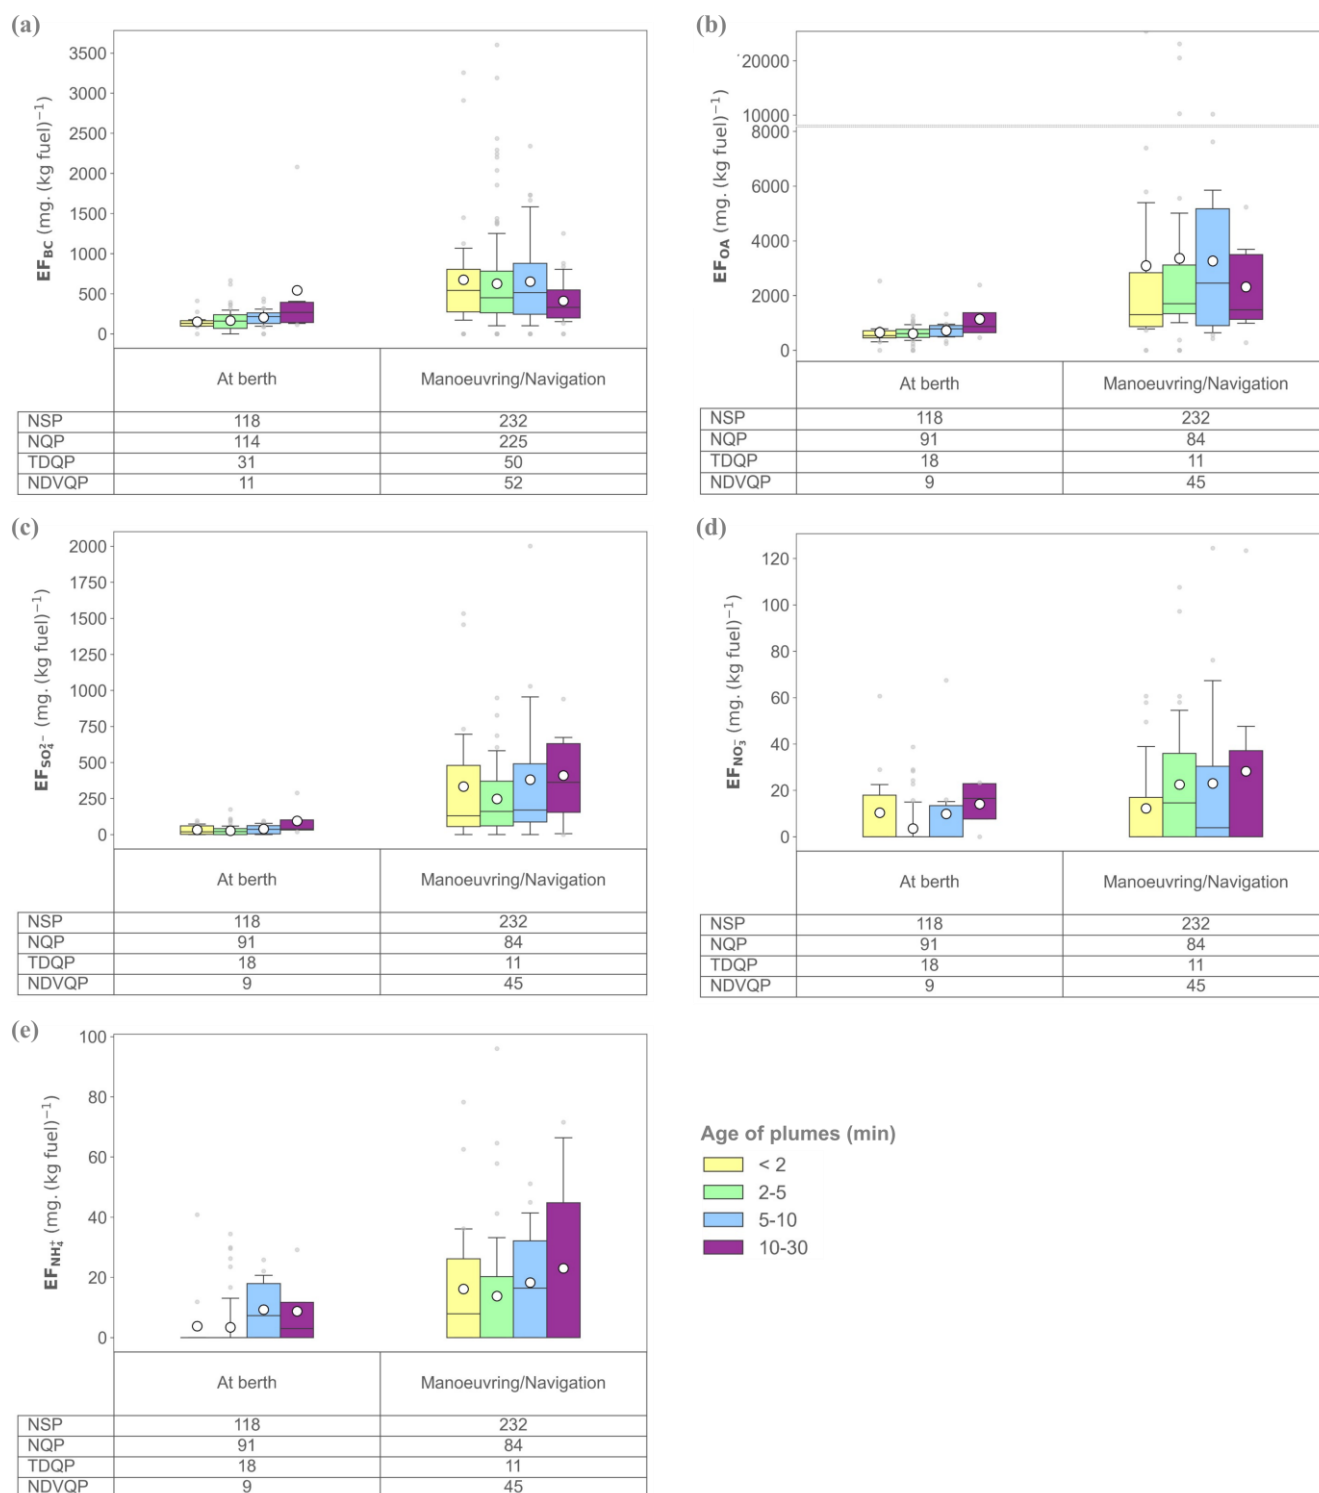 (a)
EF_BC (mg. (kg fuel)⁻¹)
3500
3000
2500
2000
1500
1000
500
0
At berth Manoeuvring/Navigation
NSP 118 232
NQP 114 225
TDQP 31 50
NDVQP 11 52
(b)
EF_OA (mg. (kg fuel)⁻¹)
20000
10000
8000
6000
4000
2000
0
At berth Manoeuvring/Navigation
NSP 118 232
NQP 91 84
TDQP 18 11
NDVQP 9 45
(c)
EF_SO₄²⁻ (mg. (kg fuel)⁻¹)
2000
1750
1500
1250
1000
750
500
250
0
At berth Manoeuvring/Navigation
NSP 118 232
NQP 91 84
TDQP 18 11
NDVQP 9 45
(d)
EF_NO₃⁻ (mg. (kg fuel)⁻¹)
120
100
80
60
40
20
0
At berth Manoeuvring/Navigation
NSP 118 232
NQP 91 84
TDQP 18 11
NDVQP 9 45
(e)
EF_NH₄⁺ (mg. (kg fuel)⁻¹)
100
80
60
40
20
0
At berth Manoeuvring/Navigation
NSP 118 232
NQP 91 84
TDQP 18 11
NDVQP 9 45
Age of plumes (min)
< 2
2-5
5-10
10-30